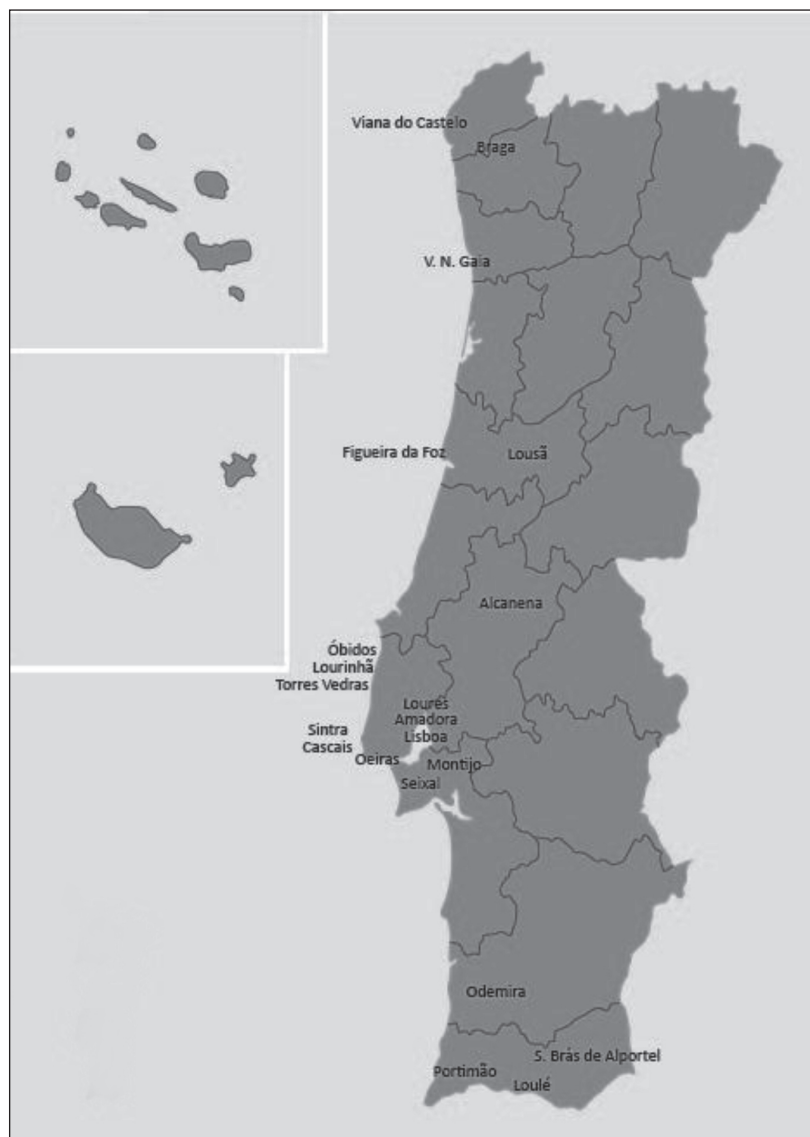 Viana do Castelo
Braga
V. N. Gaia
Figueira da Foz
Lousã
Alcanena
Óbidos
Lourinhã
Torres Vedras
Loures
Amadora
Lisboa
Sintra
Cascais
Oeiras
Montijo
Seixal
Odemira
S. Brás de Alportel
Portimão
Loulé